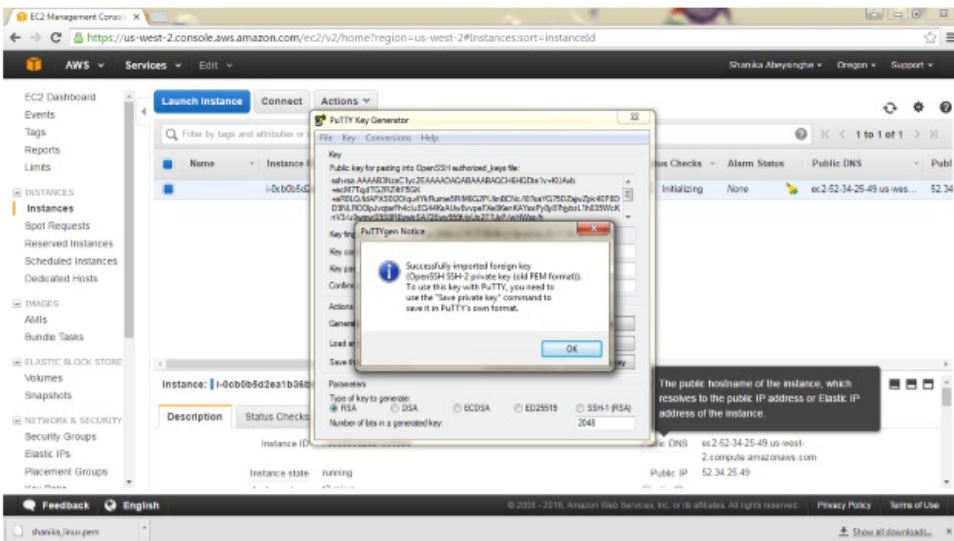 EC2 Management Consol
https://us-west-2.console.aws.amazon.com/ec2/v2/home?region=us-west-2#Instances:sort=instanceId
AWS Services Edit Shanika Abeysinghe Oregon Support
EC2 Dashboard
Events
Tags
Reports
Limits
INSTANCES
Instances
Spot Requests
Reserved Instances
Scheduled Instances
Dedicated Hosts
IMAGES
AMIs
Bundle Tasks
ELASTIC BLOCK STORE
Volumes
Snapshots
NETWORK & SECURITY
Security Groups
Elastic IPs
Placement Groups
Launch Instance Connect Actions
Filter by tags and attributes or 1 to 1 of 1
Name Instance Status Checks Alarm Status Public DNS Publ
Initializing None ec2-52-34-25-49.us-wes... 52.34
PuTTY Key Generator
File Key Conversions Help
Key
Public key for pasting into OpenSSH authorized_keys file:
PuTTYgen Notice
Successfully imported foreign key
(OpenSSH SSH-2 private key (old PEM format)).
To use this key with PuTTY, you need to
use the "Save private key" command to
save it in PuTTY's own format.
OK
Actions
Parameters
Type of key to generate:
RSA DSA ECDSA ED25519 SSH-1 (RSA)
Number of bits in a generated key: 2048
Instance:
Description Status Checks
Instance ID
Instance state running
The public hostname of the instance, which
resolves to the public IP address or Elastic IP
address of the instance.
DNS ec2-52-34-25-49.us-west-
2.compute.amazonaws.com
Public IP 52.34.25.49
Feedback English © 2008 - 2016, Amazon Web Services, Inc. or its affiliates. All rights reserved. Privacy Policy Terms of Use
shanika_linux.pem Show all downloads...